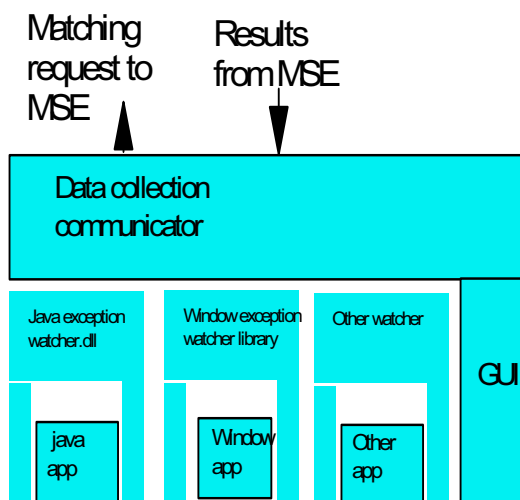 Matching
request to
MSE
Results
from MSE
Data collection
communicator
Java exception
watcher.dll
Window exception
watcher library
Other watcher
GUI
java
app
Window
app
Other
app